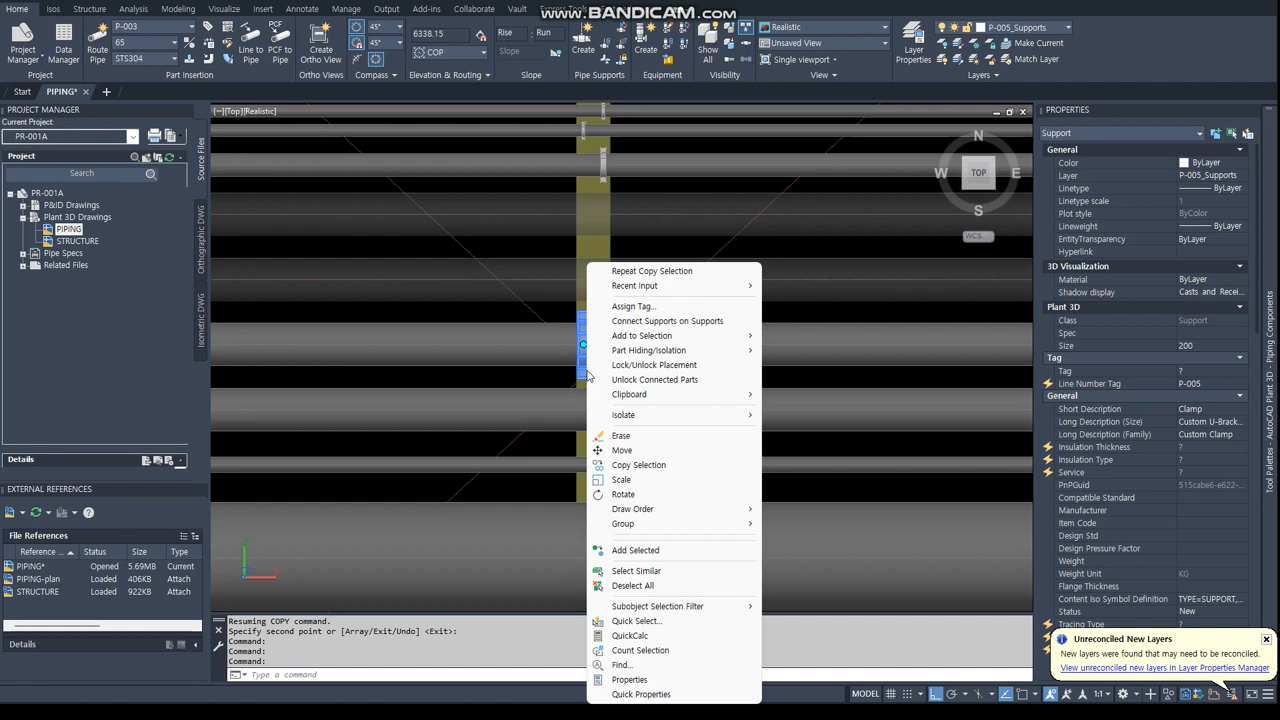 www.BANDICAM.com
Home Isos Structure Analysis Modeling Visualize Insert Annotate Manage Output Add-ins Collaborate Vault
Project Manager
Data Manager
Project
Route Pipe
P-003
65
STS304
Line to Pipe
PCF to Pipe
Part Insertion
Create Ortho View
Ortho Views
45°
45°
Compass
6338.15
COP
Elevation & Routing
Rise : Run
Slope
Slope
Create
Pipe Supports
Create
Equipment
Show All
Visibility
Realistic
Unsaved View
Single viewport
View
Layer Properties
P-005_Supports
Make Current
Match Layer
Layers
Start PIPING*
PROJECT MANAGER
Current Project:
PR-001A
Project
Search
PR-001A
P&ID Drawings
Plant 3D Drawings
PIPING
STRUCTURE
Pipe Specs
Related Files
Source Files
Orthographic DWG
Isometric DWG
Details
EXTERNAL REFERENCES
File References
Reference ... Opened Size Type
PIPING* Current 5.69MB Current
PIPING-plan Loaded 406KB Attach
STRUCTURE Loaded 922KB Attach
Details
[−][Top][Realistic]
N
W TOP E
S
WCS
Repeat Copy Selection
Recent Input
Assign Tag...
Connect Supports on Supports
Add to Selection
Part Hiding/Isolation
Lock/Unlock Placement
Unlock Connected Parts
Clipboard
Isolate
Erase
Move
Copy Selection
Scale
Rotate
Draw Order
Group
Add Selected
Select Similar
Deselect All
Subobject Selection Filter
Quick Select...
QuickCalc
Count Selection
Find...
Properties
Quick Properties
Resuming COPY command.
Specify second point or [Array/Exit/Undo] <Exit>:
Command:
Command:
Command:
Type a command
PROPERTIES
Support
General
Color ByLayer
Layer P-005_Supports
Linetype ByLayer
Linetype scale 1
Plot style ByColor
Lineweight ByLayer
EntityTransparency ByLayer
Hyperlink
3D Visualization
Material ByLayer
Shadow display Casts and Recei...
Plant 3D
Class Support
Spec
Size 200
Tag
Tag ?
Line Number Tag P-005
General
Short Description Clamp
Long Description (Size) Custom U-Brack...
Long Description (Family) Custom Clamp
Insulation Thickness ?
Insulation Type ?
Service ?
PnPGuid 515cabe6-e622-...
Compatible Standard
Manufacturer
Item Code
Design Std
Design Pressure Factor
Weight
Weight Unit KG
Flange Thickness
Content Iso Symbol Definition TYPE=SUPPORT,...
Status New
Tracing Type ?
Unreconciled New Layers
New layers were found that may need to be reconciled.
View unreconciled new layers in Layer Properties Manager
Tool Palettes - AutoCAD Plant 3D - Piping Components
MODEL
1:1